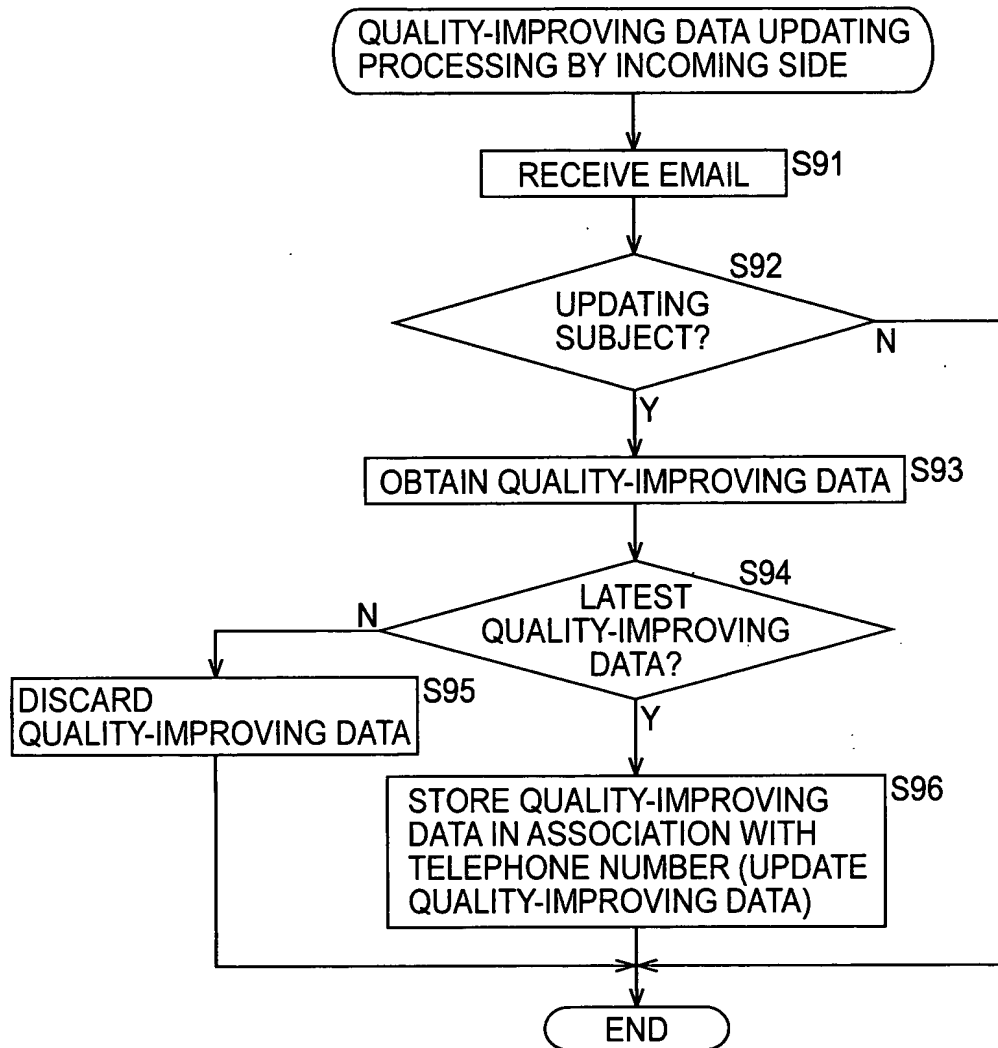 QUALITY-IMPROVING DATA UPDATING
PROCESSING BY INCOMING SIDE
RECEIVE EMAIL
S91
S92
UPDATING
SUBJECT?
N
Y
OBTAIN QUALITY-IMPROVING DATA
S93
S94
LATEST
QUALITY-IMPROVING
DATA?
N
Y
DISCARD
QUALITY-IMPROVING DATA
S95
STORE QUALITY-IMPROVING
DATA IN ASSOCIATION WITH
TELEPHONE NUMBER (UPDATE
QUALITY-IMPROVING DATA)
S96
END